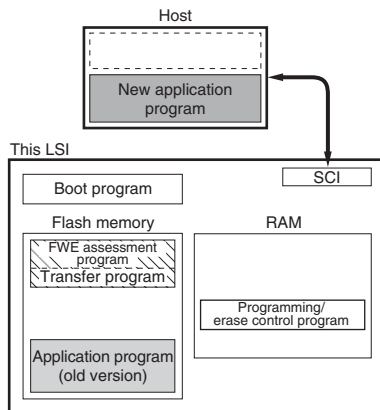 Host
New application
program
This LSI
SCI
Boot program
Flash memory
RAM
FWE assessment
program
Transfer program
Programming/
erase control program
Application program
(old version)